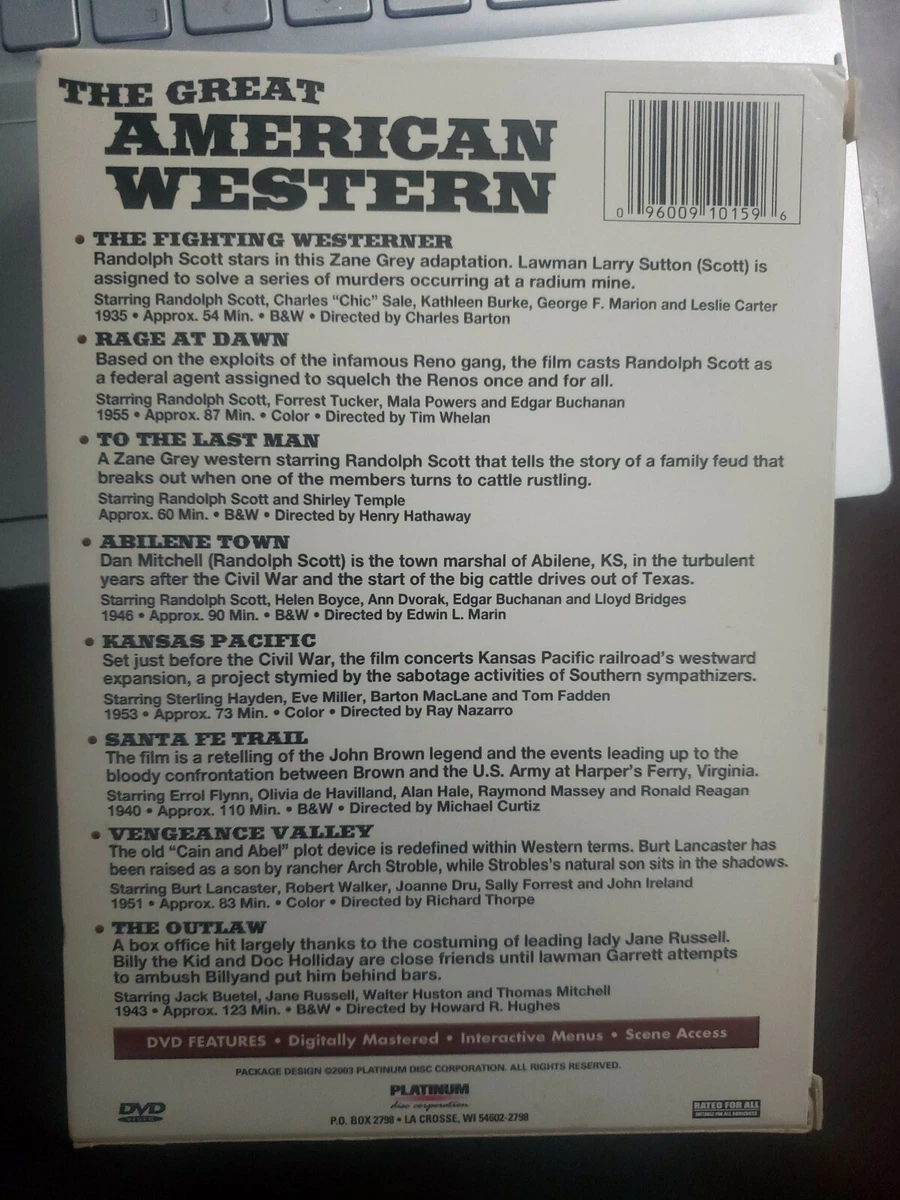 THE GREAT
AMERICAN
WESTERN
0 96009 10159 6
• THE FIGHTING WESTERNER
Randolph Scott stars in this Zane Grey adaptation. Lawman Larry Sutton (Scott) is
assigned to solve a series of murders occurring at a radium mine.
Starring Randolph Scott, Charles “Chic” Sale, Kathleen Burke, George F. Marion and Leslie Carter
1935 • Approx. 54 Min. • B&W • Directed by Charles Barton
• RAGE AT DAWN
Based on the exploits of the infamous Reno gang, the film casts Randolph Scott as
a federal agent assigned to squelch the Renos once and for all.
Starring Randolph Scott, Forrest Tucker, Mala Powers and Edgar Buchanan
1955 • Approx. 87 Min. • Color • Directed by Tim Whelan
• TO THE LAST MAN
A Zane Grey western starring Randolph Scott that tells the story of a family feud that
breaks out when one of the members turns to cattle rustling.
Starring Randolph Scott and Shirley Temple
Approx. 60 Min. • B&W • Directed by Henry Hathaway
• ABILENE TOWN
Dan Mitchell (Randolph Scott) is the town marshal of Abilene, KS, in the turbulent
years after the Civil War and the start of the big cattle drives out of Texas.
Starring Randolph Scott, Helen Boyce, Ann Dvorak, Edgar Buchanan and Lloyd Bridges
1946 • Approx. 90 Min. • B&W • Directed by Edwin L. Marin
• KANSAS PACIFIC
Set just before the Civil War, the film concerts Kansas Pacific railroad’s westward
expansion, a project stymied by the sabotage activities of Southern sympathizers.
Starring Sterling Hayden, Eve Miller, Barton MacLane and Tom Fadden
1953 • Approx. 73 Min. • Color • Directed by Ray Nazarro
• SANTA FE TRAIL
The film is a retelling of the John Brown legend and the events leading up to the
bloody confrontation between Brown and the U.S. Army at Harper’s Ferry, Virginia.
Starring Errol Flynn, Olivia de Havilland, Alan Hale, Raymond Massey and Ronald Reagan
1940 • Approx. 110 Min. • B&W • Directed by Michael Curtiz
• VENGEANCE VALLEY
The old “Cain and Abel” plot device is redefined within Western terms. Burt Lancaster has
been raised as a son by rancher Arch Stroble, while Strobles’s natural son sits in the shadows.
Starring Burt Lancaster, Robert Walker, Joanne Dru, Sally Forrest and John Ireland
1951 • Approx. 83 Min. • Color • Directed by Richard Thorpe
• THE OUTLAW
A box office hit largely thanks to the costuming of leading lady Jane Russell.
Billy the Kid and Doc Holliday are close friends until lawman Garrett attempts
to ambush Billyand put him behind bars.
Starring Jack Buetel, Jane Russell, Walter Huston and Thomas Mitchell
1943 • Approx. 123 Min. • B&W • Directed by Howard R. Hughes
DVD FEATURES • Digitally Mastered • Interactive Menus • Scene Access
PACKAGE DESIGN ©2003 PLATINUM DISC CORPORATION. ALL RIGHTS RESERVED.
PLATINUM
disc corporation
P.O. BOX 2798 • LA CROSSE, WI 54602-2798
DVD
VIDEO
RATED FOR ALL
SUITABLE FOR ALL AUDIENCES